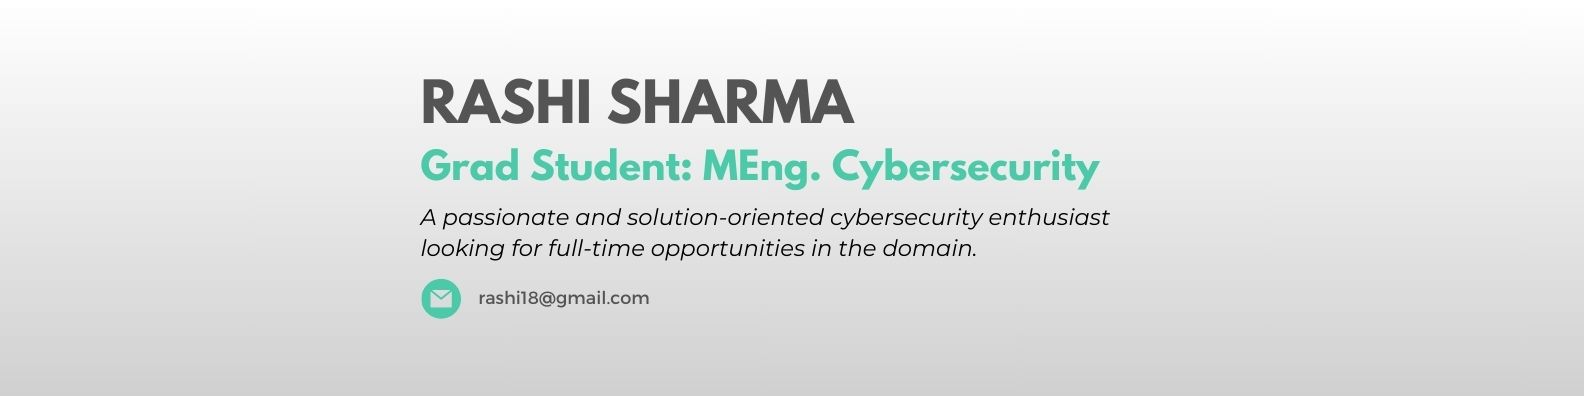 RASHI SHARMA
Grad Student: MEng. Cybersecurity
A passionate and solution-oriented cybersecurity enthusiast
looking for full-time opportunities in the domain.
rashi18@gmail.com